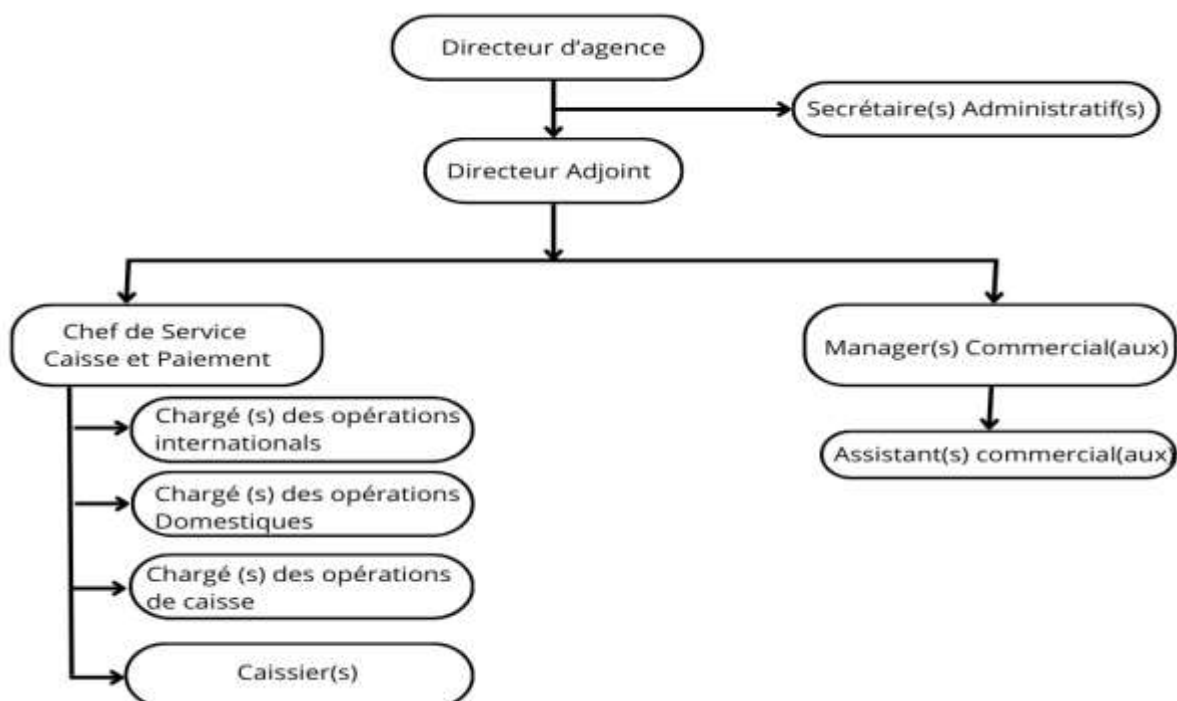 Directeur d'agence
Secrétaire(s) Administratif(s)
Directeur Adjoint
Chef de Service
Caisse et Paiement
Manager(s) Commercial(aux)
Chargé (s) des opérations
internationals
Assistant(s) commercial(aux)
Chargé (s) des opérations
Domestiques
Chargé (s) des opérations
de caisse
Caissier(s)